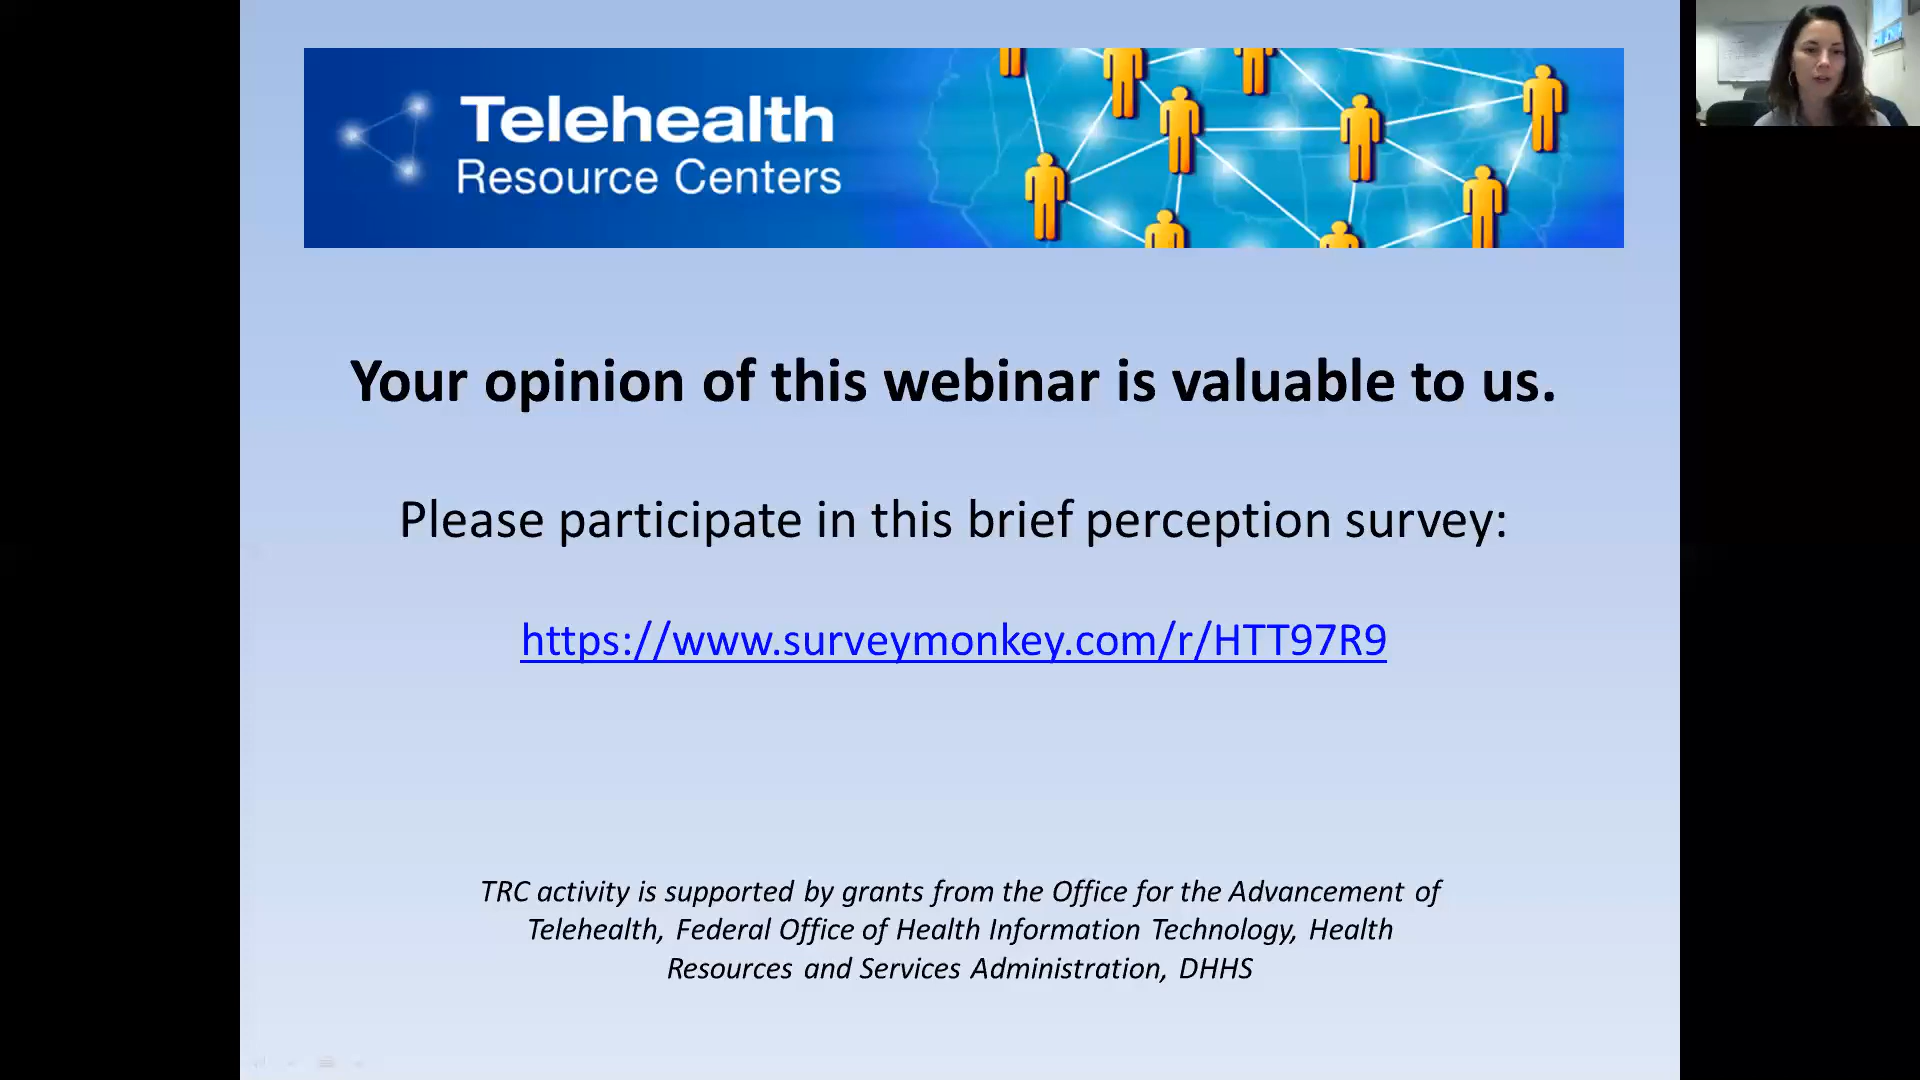 Telehealth
Resource Centers
Your opinion of this webinar is valuable to us.
Please participate in this brief perception survey:
https://www.surveymonkey.com/r/HTT97R9
TRC activity is supported by grants from the Office for the Advancement of
Telehealth, Federal Office of Health Information Technology, Health
Resources and Services Administration, DHHS